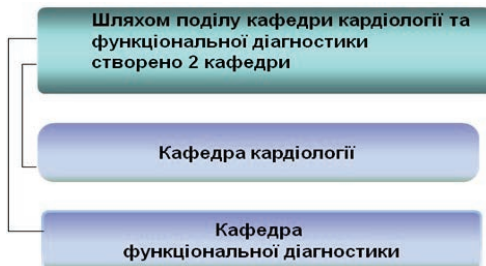 Шляхом поділу кафедри кардіології та
функціональної діагностики
створено 2 кафедри
Кафедра кардіології
Кафедра
функціональної діагностики